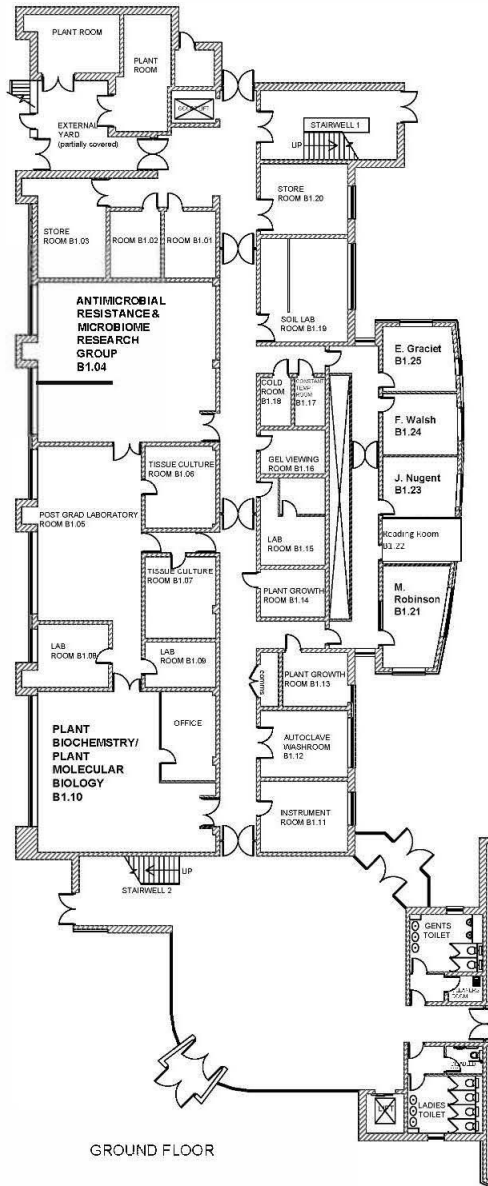 PLANT ROOM
PLANT
ROOM
EXTERNAL
YARD
(partially covered)
STAIRWELL 1
UP
STORE
ROOM B1.20
STORE
ROOM B1.03
ROOM B1.02
ROOM B1.01
SOIL LAB
ROOM B1.19
ANTIMICROBIAL
RESISTANCE &
MICROBIOME
RESEARCH
GROUP
B1.04
E. Graciet
B1.25
COLD
ROOM
B1.18
CONSTANT
TEMP
ROOM
B1.17
F. Walsh
B1.24
GEL VIEWING
ROOM B1.16
TISSUE CULTURE
ROOM B1.06
J. Nugent
B1.23
POST GRAD LABORATORY
ROOM B1.05
Reading Room
B1.22
LAB
ROOM B1.15
TISSUE CULTURE
ROOM B1.07
PLANT GROWTH
ROOM B1.14
M.
Robinson
B1.21
LAB
ROOM B1.08
LAB
ROOM B1.09
PLANT GROWTH
ROOM B1.13
comms
OFFICE
PLANT
BIOCHEMISTRY/
PLANT
MOLECULAR
BIOLOGY
B1.10
AUTOCLAVE
WASHROOM
B1.12
INSTRUMENT
ROOM B1.11
UP
STAIRWELL 2
GENTS
TOILET
ROOM
LADIES
TOILET
LIFT
GROUND FLOOR